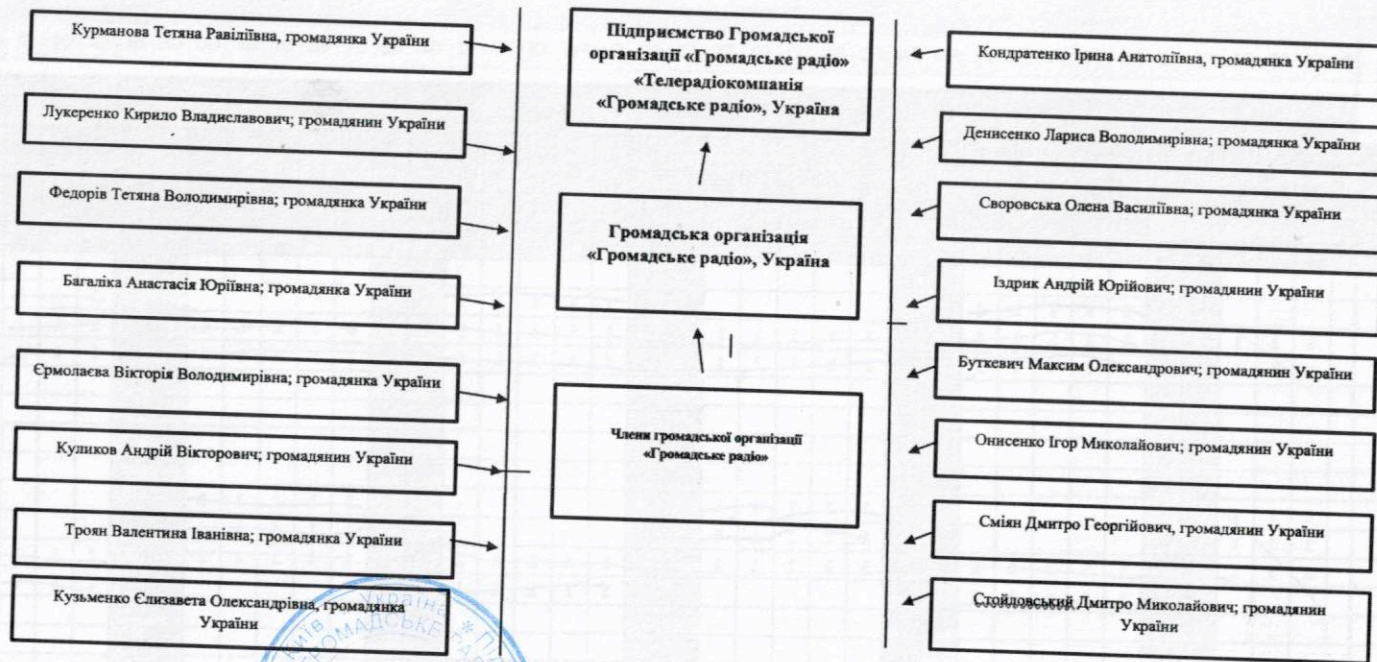 Курманова Тетяна Равіліївна, громадянка України
Лукеренко Кирило Владиславович; громадянин України
Федорів Тетяна Володимирівна; громадянка України
Багаліка Анастасія Юріївна; громадянка України
Єрмолаєва Вікторія Володимирівна; громадянка України
Куликов Андрій Вікторович; громадянин України
Троян Валентина Іванівна; громадянка України
Кузьменко Єлизавета Олександрівна, громадянка
України
Підприємство Громадської
організації «Громадське радіо»
«Телерадіокомпанія
«Громадське радіо», Україна
Громадська організація
«Громадське радіо», Україна
Члени громадської організації
«Громадське радіо»
Кондратенко Ірина Анатоліївна, громадянка України
Денисенко Лариса Володимирівна; громадянка України
Своровська Олена Василіївна; громадянка України
Іздрик Андрій Юрійович; громадянин України
Буткевич Максим Олександрович; громадянин України
Онисенко Ігор Миколайович; громадянин України
Сміян Дмитро Георгійович, громадянин України
Стойловський Дмитро Миколайович; громадянин
України
Київ
Україна
ГРОМАДСЬКЕ